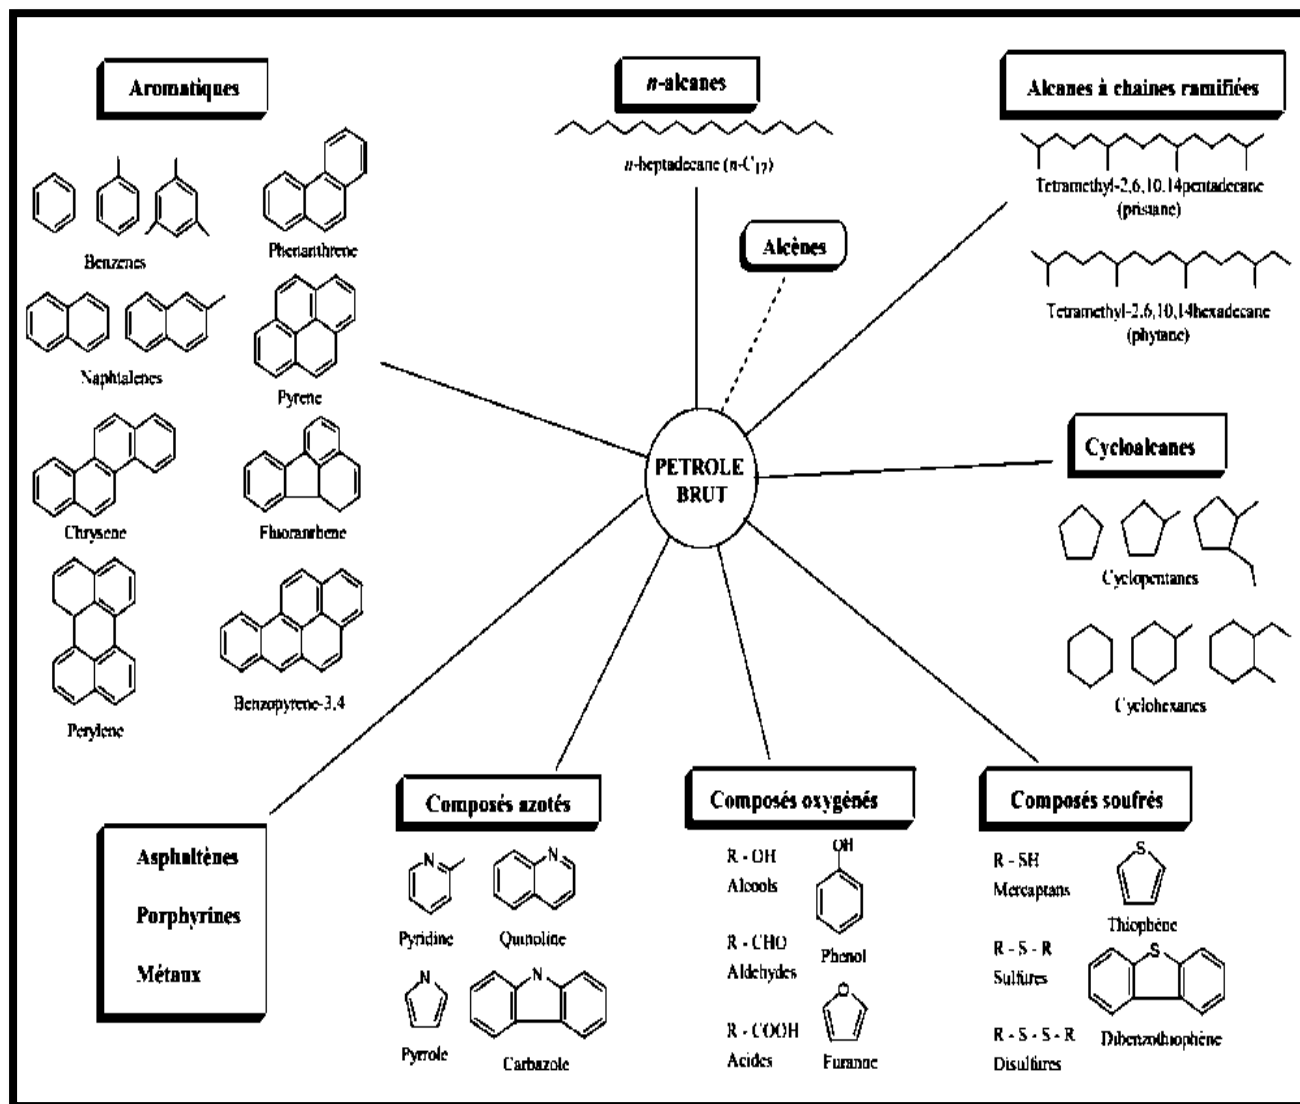 Aromatiques
Benzenes
Phenanthrene
Naphtalenes
Pyrene
Chrysene
Fluoranthene
Perylene
Benzopyrene-3,4
n-alcanes
n-heptadecane (n-C17)
Alcènes
Alcanes à chaines ramifiées
Tetramethyl-2,6,10,14pentadecane
(pristane)
Tetramethyl-2,6,10,14hexadecane
(phytane)
PETROLE
BRUT
Cycloalcanes
Cyclopentanes
Cyclohexanes
Asphaltènes
Porphyrines
Métaux
Composés azotés
N
N
Pyridine
Quinoline
N
N
Pyrrole
Carbazole
Composés oxygénés
R - OH
Alcools
OH
Phenol
R - CHO
Aldehydes
O
R - COOH
Acides
Furanne
Composés soufrés
R - SH
Mercaptans
S
Thiophène
R - S - R
Sulfures
S
Dibenzothiophène
R - S - S - R
Disulfures